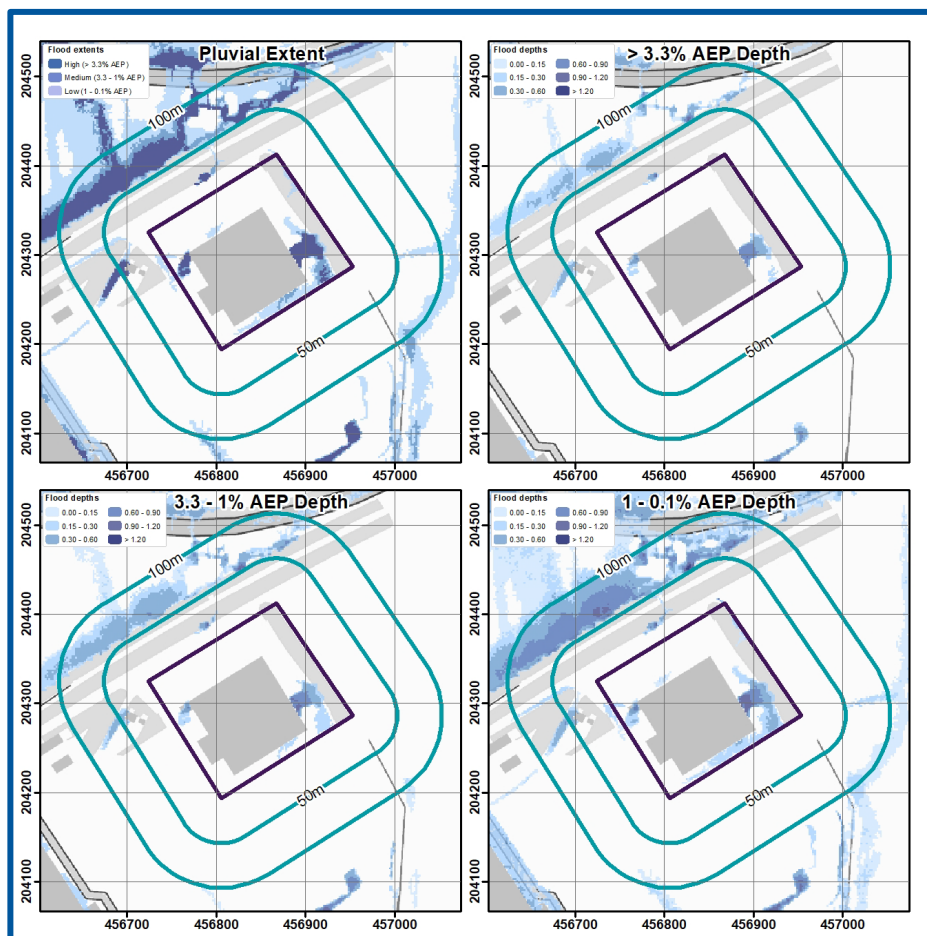 Pluvial Extent
Flood extents
High (> 3.3% AEP)
Medium (3.3 - 1% AEP)
Low (1 - 0.1% AEP)
100m
50m
204500
204400
204300
204200
204100
456700 456800 456900 457000
> 3.3% AEP Depth
Flood depths
0.00 - 0.15 0.60 - 0.90
0.15 - 0.30 0.90 - 1.20
0.30 - 0.60 > 1.20
100m
50m
204500
204400
204300
204200
204100
456700 456800 456900 457000
3.3 - 1% AEP Depth
Flood depths
0.00 - 0.15 0.60 - 0.90
0.15 - 0.30 0.90 - 1.20
0.30 - 0.60 > 1.20
100m
50m
204500
204400
204300
204200
204100
456700 456800 456900 457000
1 - 0.1% AEP Depth
Flood depths
0.00 - 0.15 0.60 - 0.90
0.15 - 0.30 0.90 - 1.20
0.30 - 0.60 > 1.20
100m
50m
204500
204400
204300
204200
204100
456700 456800 456900 457000